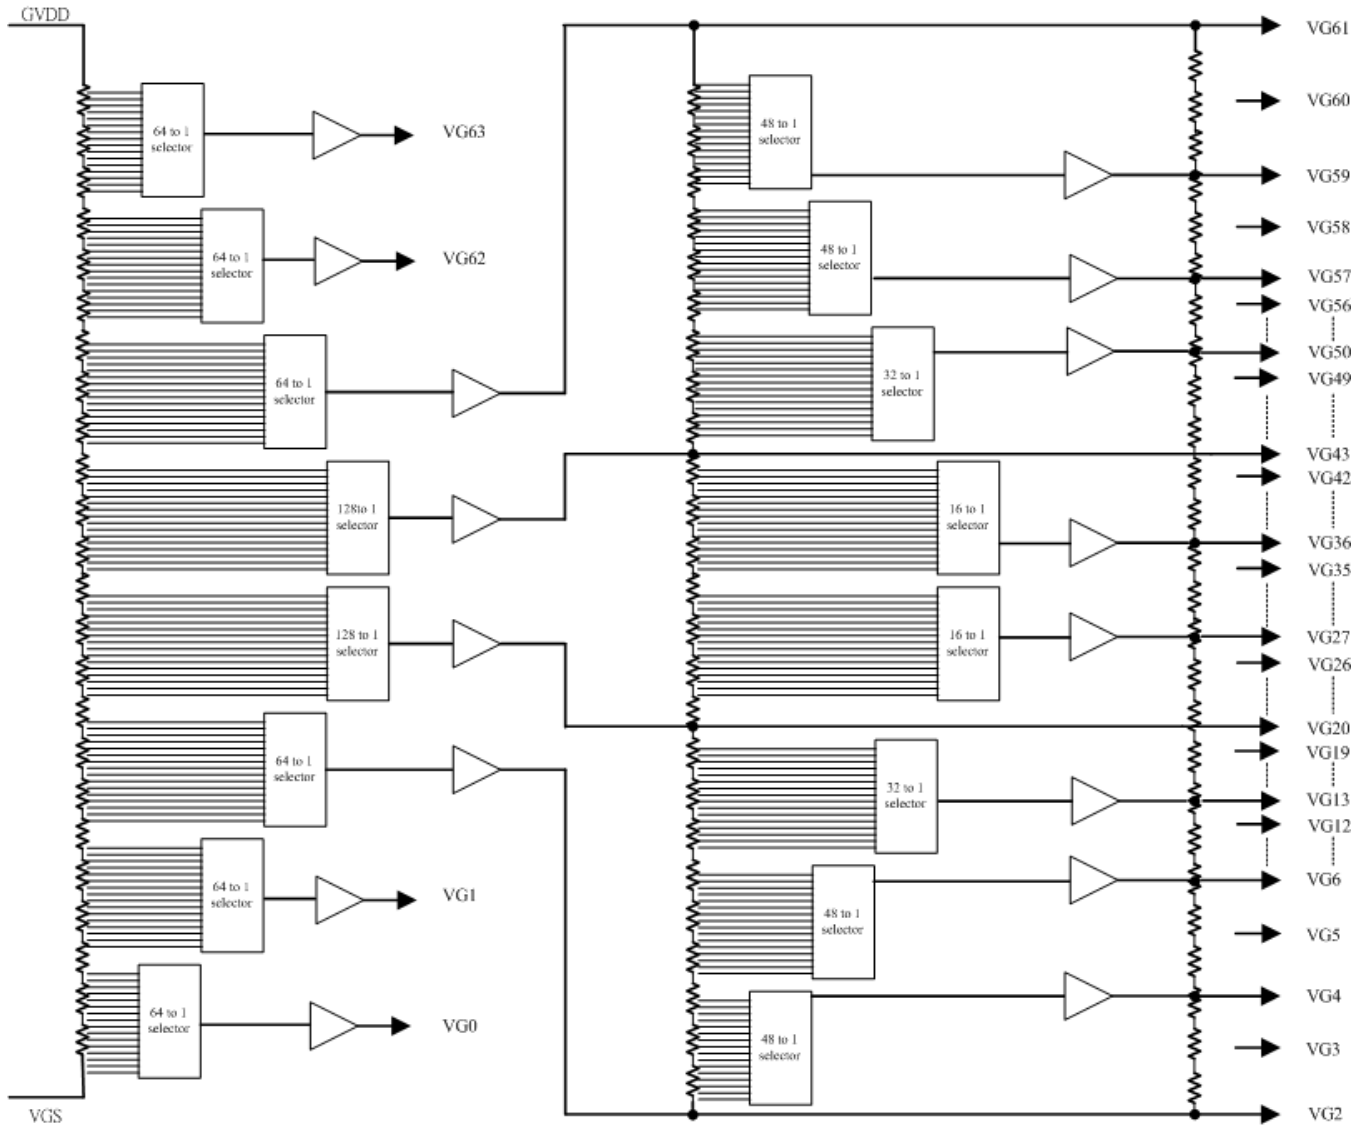 GVDD
64 to 1
selector
VG63
64 to 1
selector
VG62
64 to 1
selector
128to 1
selector
128 to 1
selector
64 to 1
selector
64 to 1
selector
VG1
64 to 1
selector
VG0
VGS
48 to 1
selector
48 to 1
selector
32 to 1
selector
16 to 1
selector
16 to 1
selector
32 to 1
selector
48 to 1
selector
48 to 1
selector
VG61
VG60
VG59
VG58
VG57
VG56
VG50
VG49
VG43
VG42
VG36
VG35
VG27
VG26
VG20
VG19
VG13
VG12
VG6
VG5
VG4
VG3
VG2